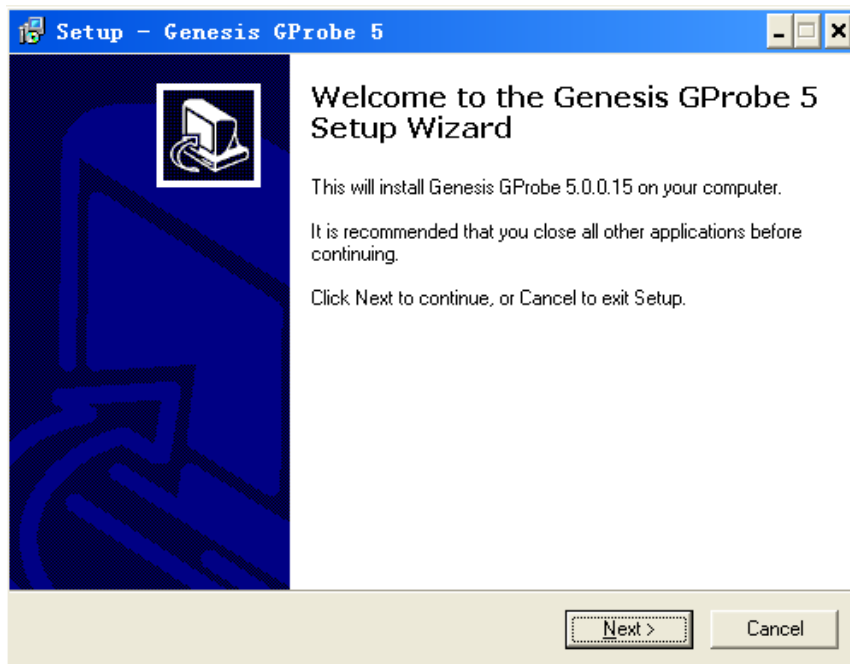 Setup - Genesis GProbe 5
Welcome to the Genesis GProbe 5
Setup Wizard
This will install Genesis GProbe 5.0.0.15 on your computer.
It is recommended that you close all other applications before
continuing.
Click Next to continue, or Cancel to exit Setup.
Next >
Cancel